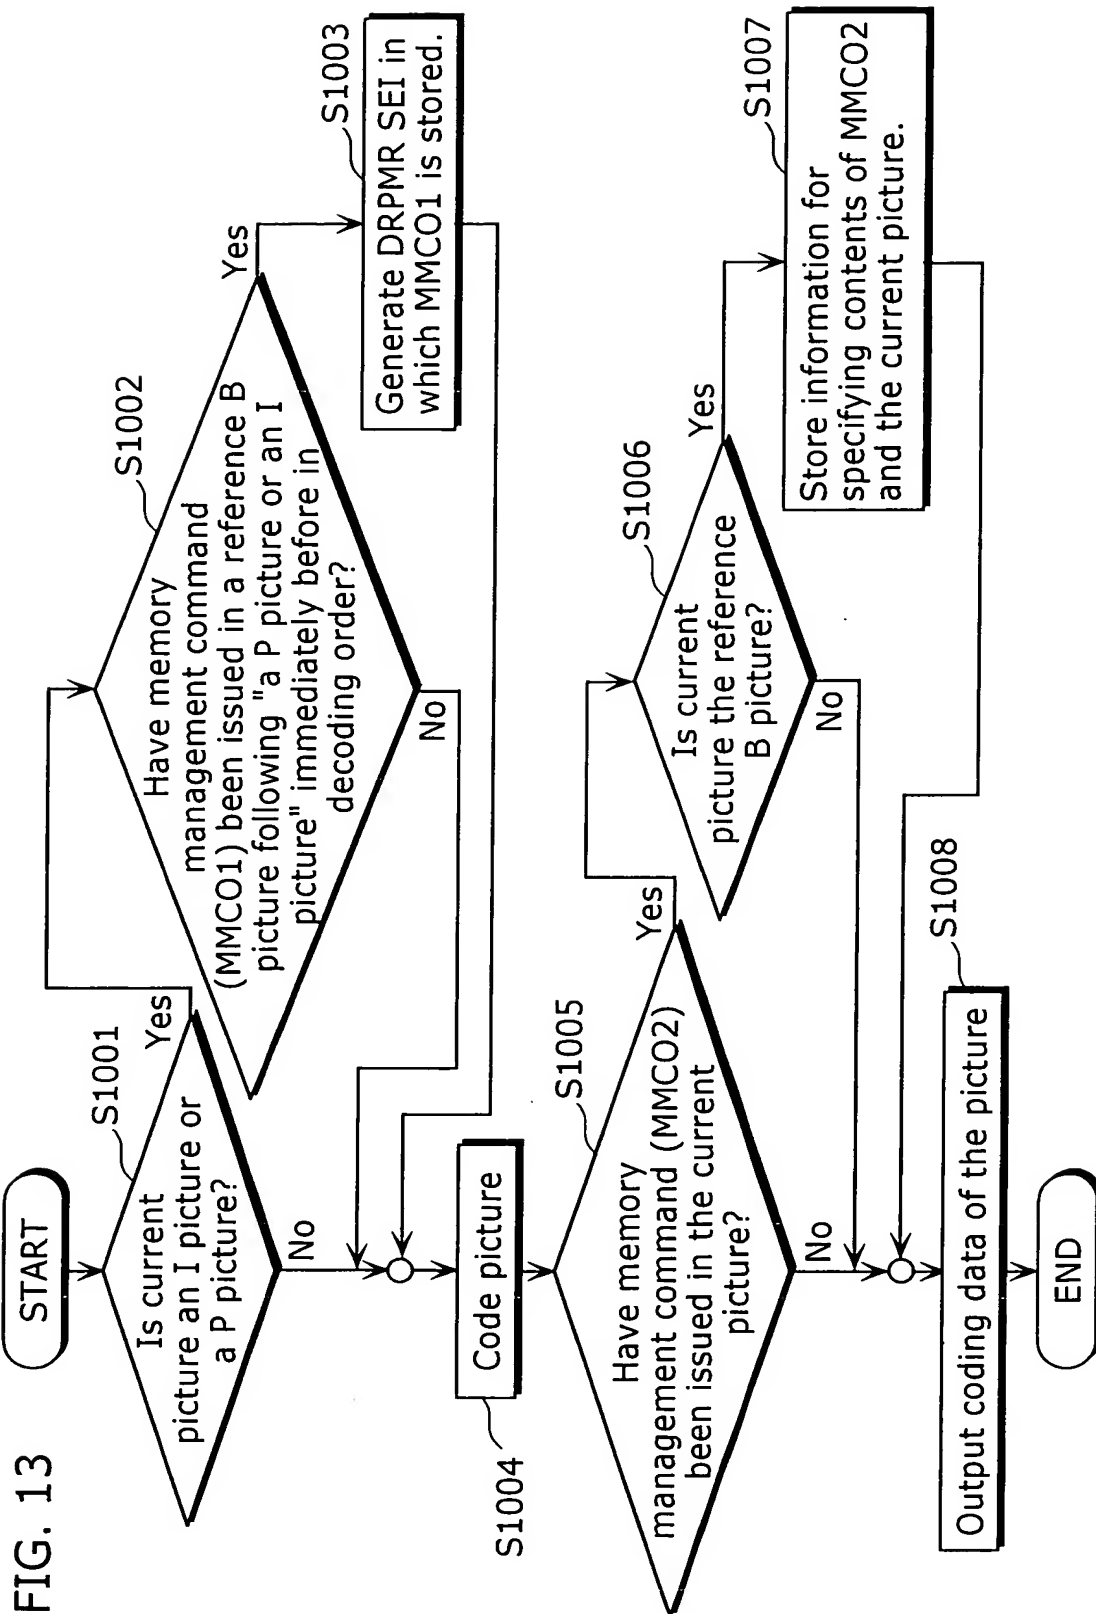 FIG. 13
START
S1001
Is current
picture an I picture or
a P picture?
Yes
No
S1002
Have memory
management command
(MMCO1) been issued in a reference B
picture following "a P picture or an I
picture" immediately before in
decoding order?
Yes
No
S1003
Generate DRPMR SEI in
which MMCO1 is stored.
S1004
Code picture
S1005
Have memory
management command (MMCO2)
been issued in the current
picture?
Yes
No
S1006
Is current
picture the reference
B picture?
Yes
No
S1007
Store information for
specifying contents of MMCO2
and the current picture.
S1008
Output coding data of the picture
END